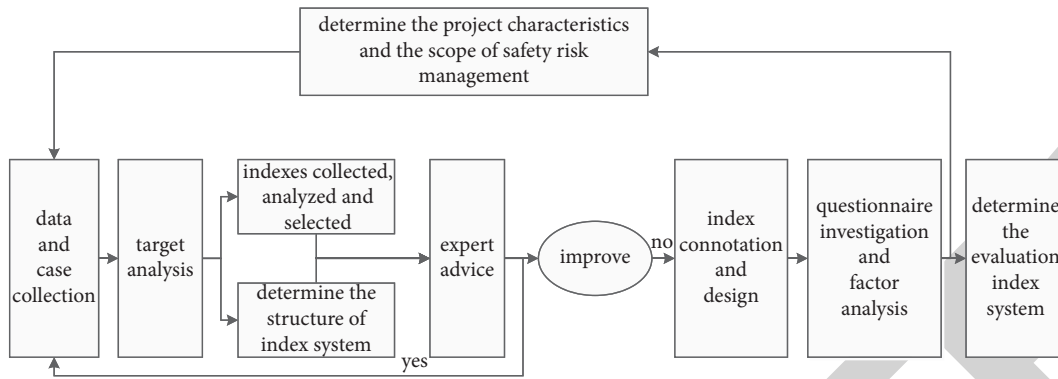 determine the project characteristics
and the scope of safety risk
management
data
and
case
collection
target
analysis
indexes collected,
analyzed and
selected
determine the
structure of
index system
expert
advice
yes
improve
no
index
connotation
and
design
questionnaire
investigation
and
factor
analysis
determine
the
evaluation
index
system